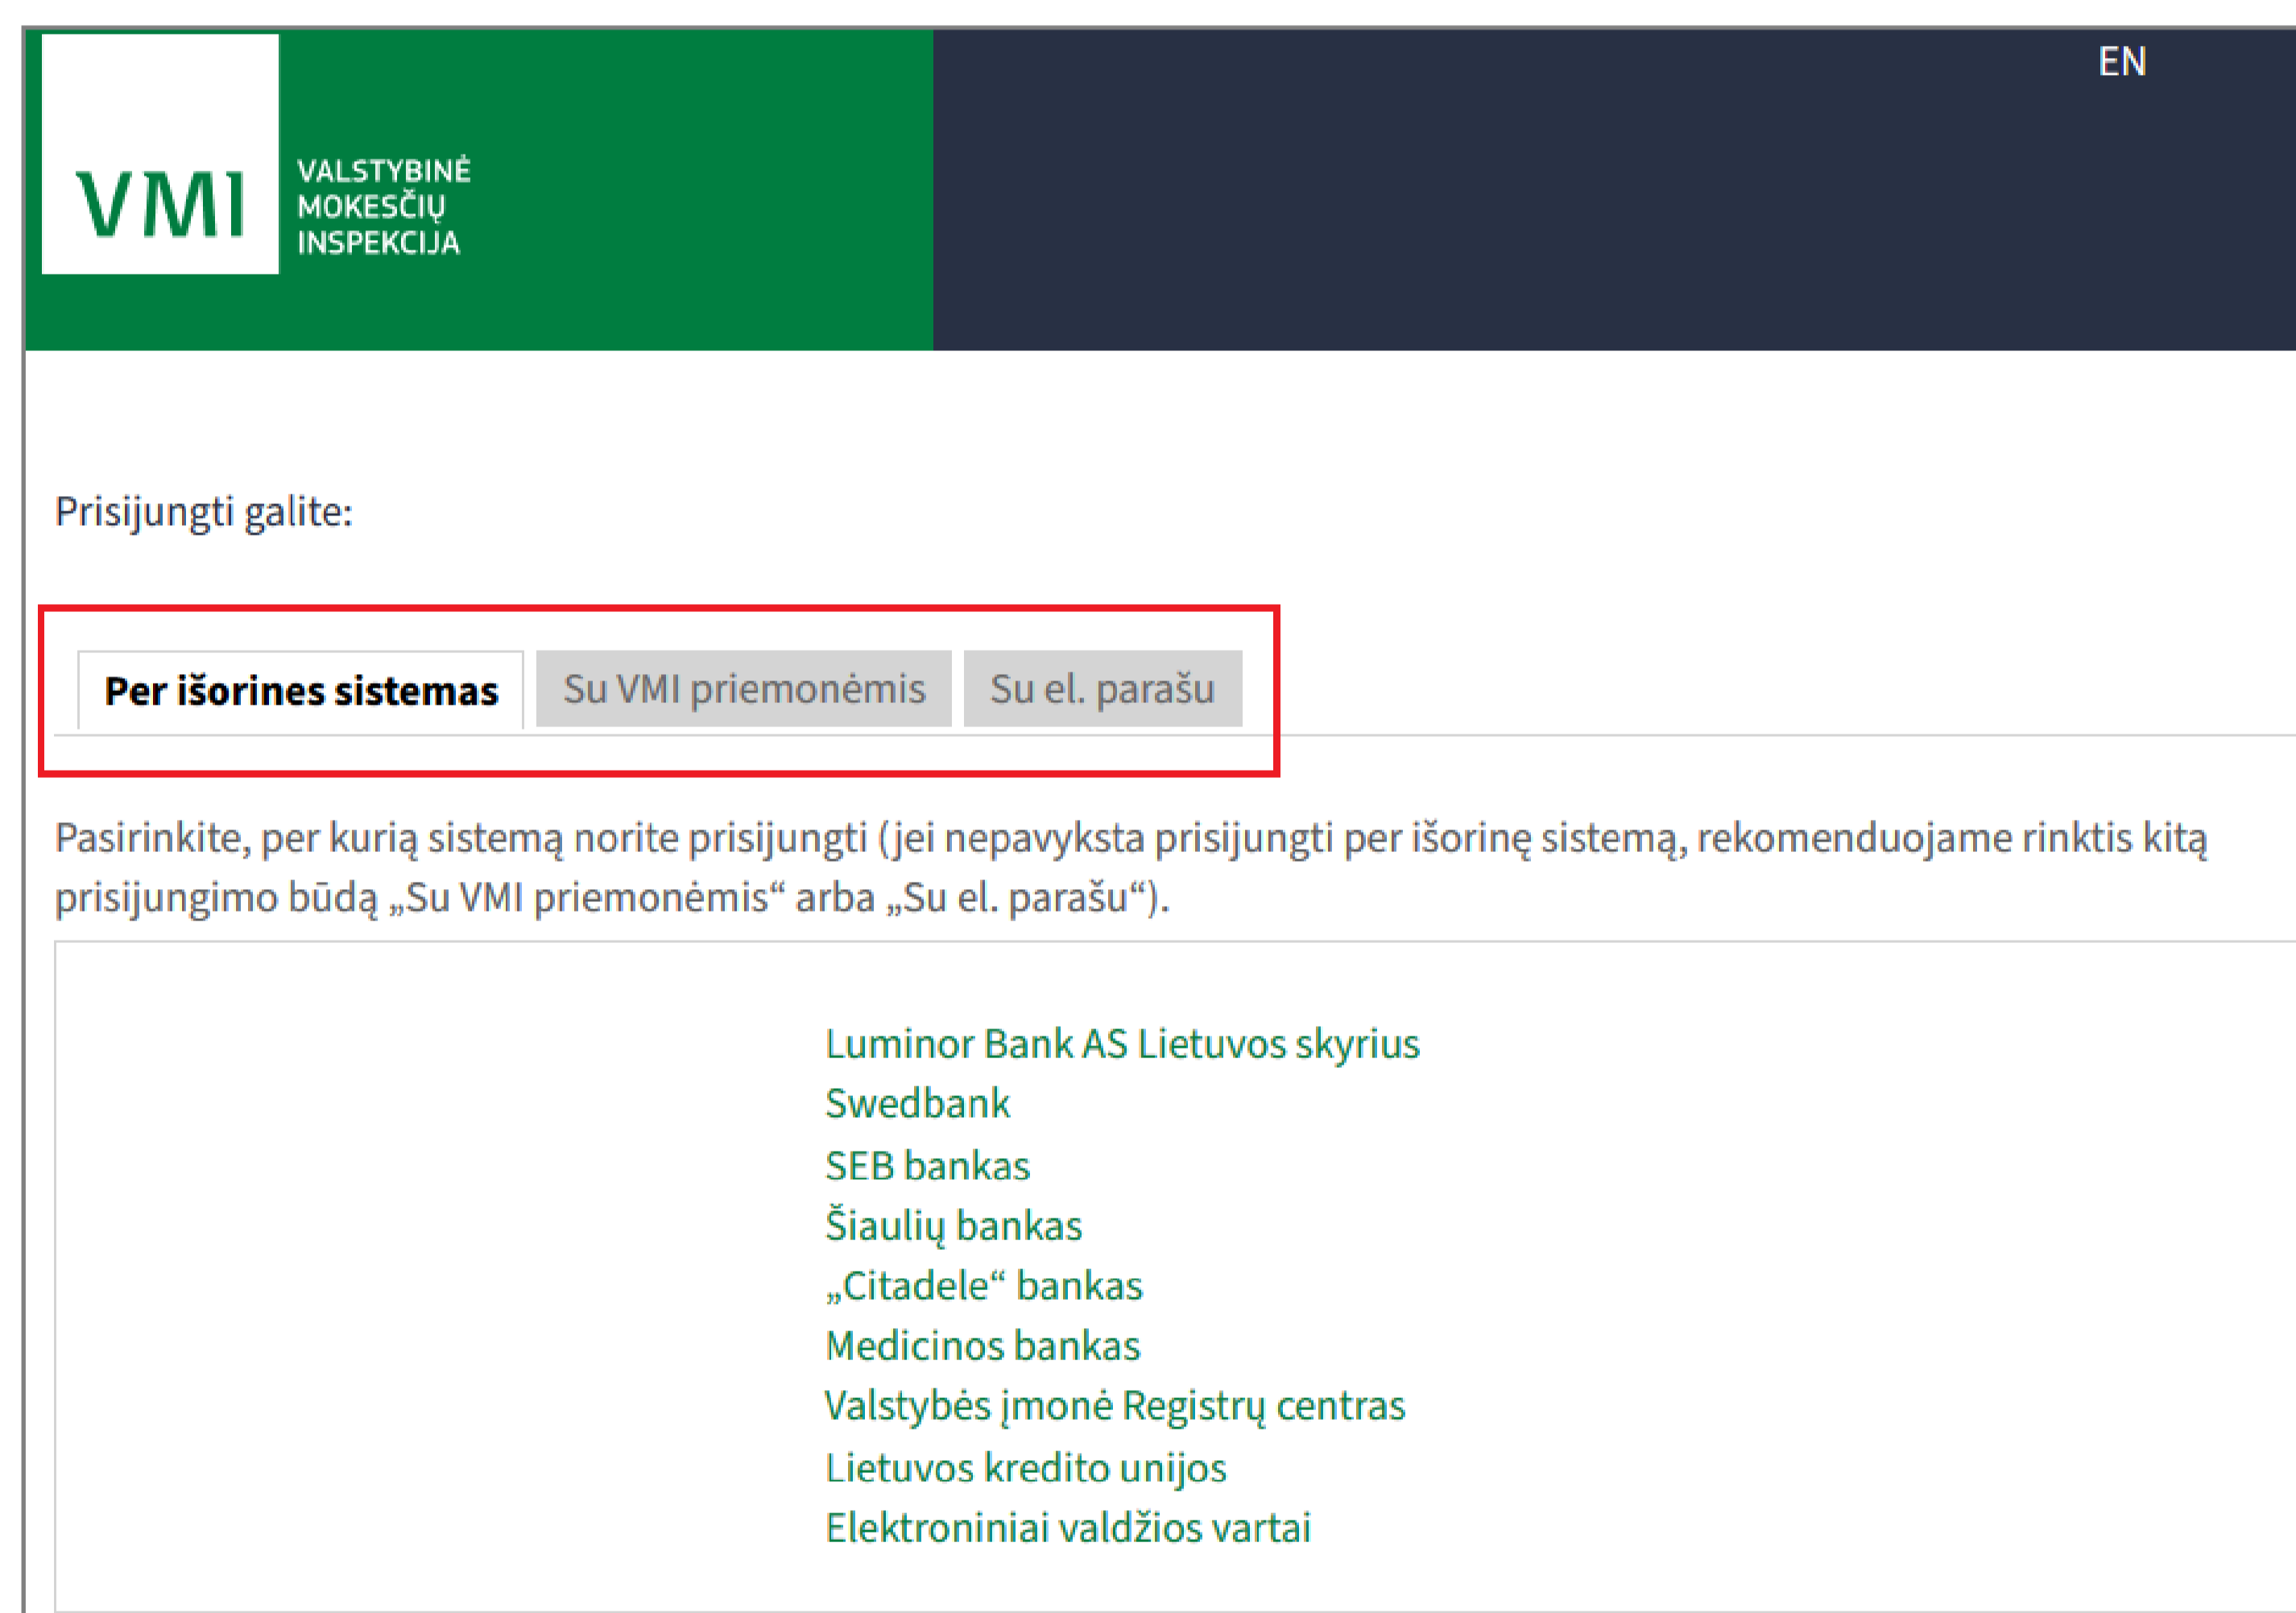 EN
VMI
VALSTYBINĖ
MOKESČIŲ
INSPEKCIJA
Prisijungti galite:
Per išorines sistemas Su VMI priemonėmis Su el. parašu
Pasirinkite, per kurią sistemą norite prisijungti (jei nepavyksta prisijungti per išorinę sistemą, rekomenduojame rinktis kitą
prisijungimo būdą „Su VMI priemonėmis“ arba „Su el. parašu“).
Luminor Bank AS Lietuvos skyrius
Swedbank
SEB bankas
Šiaulių bankas
„Citadele“ bankas
Medicinos bankas
Valstybės įmonė Registrų centras
Lietuvos kredito unijos
Elektroniniai valdžios vartai